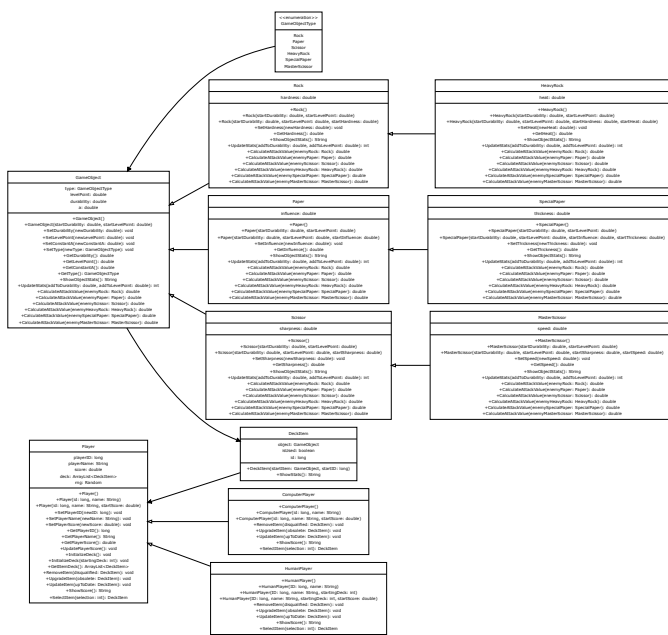 <<enumeration>>
GameObjectType
Rock
Paper
Scissor
HeavyRock
SpecialPaper
MasterScissor
Rock
hardness: double
+Rock()
+Rock(startDurability: double, startLevelPoint: double)
+Rock(startDurability: double, startLevelPoint: double, startHardness: double)
+SetHardness(newHardness: double): void
+GetHardness(): double
+ShowObjectStats(): String
+UpdateStats(addToDurability: double, addToLevelPoint: double): int
+CalculateAttackValue(enemyRock: Rock): double
+CalculateAttackValue(enemyPaper: Paper): double
+CalculateAttackValue(enemyScissor: Scissor): double
+CalculateAttackValue(enemyHeavyRock: HeavyRock): double
+CalculateAttackValue(enemySpecialPaper: SpecialPaper): double
+CalculateAttackValue(enemyMasterScissor: MasterScissor): double
HeavyRock
heat: double
+HeavyRock()
+HeavyRock(startDurability: double, startLevelPoint: double)
+HeavyRock(startDurability: double, startLevelPoint: double, startHardness: double, startHeat: double)
+SetHeat(newHeat: double): void
+GetHeat(): double
+ShowObjectStats(): String
+UpdateStats(addToDurability: double, addToLevelPoint: double): int
+CalculateAttackValue(enemyRock: Rock): double
+CalculateAttackValue(enemyPaper: Paper): double
+CalculateAttackValue(enemyScissor: Scissor): double
+CalculateAttackValue(enemyHeavyRock: HeavyRock): double
+CalculateAttackValue(enemySpecialPaper: SpecialPaper): double
+CalculateAttackValue(enemyMasterScissor: MasterScissor): double
GameObject
type: GameObjectType
levelPoint: double
durability: double
a: double
+GameObject()
+GameObject(startDurability: double, startLevelPoint: double)
+SetDurability(newDurability: double): void
+SetLevelPoint(newLevelPoint: double): void
+SetConstantA(newConstantA: double): void
+SetType(newType: GameObjectType): void
+GetDurability(): double
+GetLevelPoint(): double
+GetConstantA(): double
+GetType(): GameObjectType
+ShowObjectStats(): String
+UpdateStats(addToDurability: double, addToLevelPoint: double): int
+CalculateAttackValue(enemyRock: Rock): double
+CalculateAttackValue(enemyPaper: Paper): double
+CalculateAttackValue(enemyScissor: Scissor): double
+CalculateAttackValue(enemyHeavyRock: HeavyRock): double
+CalculateAttackValue(enemySpecialPaper: SpecialPaper): double
+CalculateAttackValue(enemyMasterScissor: MasterScissor): double
Paper
influence: double
+Paper()
+Paper(startDurability: double, startLevelPoint: double)
+Paper(startDurability: double, startLevelPoint: double, startInfluence: double)
+SetInfluence(newInfluence: double): void
+GetInfluence(): double
+ShowObjectStats(): String
+UpdateStats(addToDurability: double, addToLevelPoint: double): int
+CalculateAttackValue(enemyRock: Rock): double
+CalculateAttackValue(enemyPaper: Paper): double
+CalculateAttackValue(enemyScissor: Scissor): double
+CalculateAttackValue(enemyHeavyRock: HeavyRock): double
+CalculateAttackValue(enemySpecialPaper: SpecialPaper): double
+CalculateAttackValue(enemyMasterScissor: MasterScissor): double
SpecialPaper
thickness: double
+SpecialPaper()
+SpecialPaper(startDurability: double, startLevelPoint: double)
+SpecialPaper(startDurability: double, startLevelPoint: double, startInfluence: double, startThickness: double)
+SetThickness(newThickness: double): void
+GetThickness(): double
+ShowObjectStats(): String
+UpdateStats(addToDurability: double, addToLevelPoint: double): int
+CalculateAttackValue(enemyRock: Rock): double
+CalculateAttackValue(enemyPaper: Paper): double
+CalculateAttackValue(enemyScissor: Scissor): double
+CalculateAttackValue(enemyHeavyRock: HeavyRock): double
+CalculateAttackValue(enemySpecialPaper: SpecialPaper): double
+CalculateAttackValue(enemyMasterScissor: MasterScissor): double
Scissor
sharpness: double
+Scissor()
+Scissor(startDurability: double, startLevelPoint: double)
+Scissor(startDurability: double, startLevelPoint: double, startSharpness: double)
+SetSharpness(newSharpness: double): void
+GetSharpness(): double
+ShowObjectStats(): String
+UpdateStats(addToDurability: double, addToLevelPoint: double): int
+CalculateAttackValue(enemyRock: Rock): double
+CalculateAttackValue(enemyPaper: Paper): double
+CalculateAttackValue(enemyScissor: Scissor): double
+CalculateAttackValue(enemyHeavyRock: HeavyRock): double
+CalculateAttackValue(enemySpecialPaper: SpecialPaper): double
+CalculateAttackValue(enemyMasterScissor: MasterScissor): double
MasterScissor
speed: double
+MasterScissor()
+MasterScissor(startDurability: double, startLevelPoint: double)
+MasterScissor(startDurability: double, startLevelPoint: double, startSharpness: double, startSpeed: double)
+SetSpeed(newSpeed: double): void
+GetSpeed(): double
+ShowObjectStats(): String
+UpdateStats(addToDurability: double, addToLevelPoint: double): int
+CalculateAttackValue(enemyRock: Rock): double
+CalculateAttackValue(enemyPaper: Paper): double
+CalculateAttackValue(enemyScissor: Scissor): double
+CalculateAttackValue(enemyHeavyRock: HeavyRock): double
+CalculateAttackValue(enemySpecialPaper: SpecialPaper): double
+CalculateAttackValue(enemyMasterScissor: MasterScissor): double
DeckItem
object: GameObject
isUsed: boolean
id: long
+DeckItem(startItem: GameObject, startID: long)
+ShowStats(): String
Player
playerID: long
playerName: String
score: double
deck: ArrayList<DeckItem>
rng: Random
+Player()
+Player(id: long, name: String)
+Player(id: long, name: String, startScore: double)
+SetPlayerID(newID: long): void
+SetPlayerName(newName: String): void
+SetPlayerScore(newScore: double): void
+GetPlayerID(): long
+GetPlayerName(): String
+GetPlayerScore(): double
+UpdatePlayerScore(): void
+InitializeDeck(): void
+InitializeDeck(startingDeck: int): void
+GetItemDeck(): ArrayList<DeckItem>
+RemoveItem(disqualified: DeckItem): void
+UpgradeItem(obsolete: DeckItem): void
+UpdateItem(upToDate: DeckItem): void
+ShowScore(): String
+SelectItem(selection: int): DeckItem
ComputerPlayer
+ComputerPlayer()
+ComputerPlayer(id: long, name: String)
+ComputerPlayer(id: long, name: String, startScore: double)
+RemoveItem(disqualified: DeckItem): void
+UpgradeItem(obsolete: DeckItem): void
+UpdateItem(upToDate: DeckItem): void
+ShowScore(): String
+SelectItem(selection: int): DeckItem
HumanPlayer
+HumanPlayer()
+HumanPlayer(ID: long, name: String)
+HumanPlayer(ID: long, name: String, startingDeck: int)
+HumanPlayer(ID: long, name: String, startingDeck: int, startScore: double)
+RemoveItem(disqualified: DeckItem): void
+UpgradeItem(obsolete: DeckItem): void
+UpdateItem(upToDate: DeckItem): void
+ShowScore(): String
+SelectItem(selection: int): DeckItem